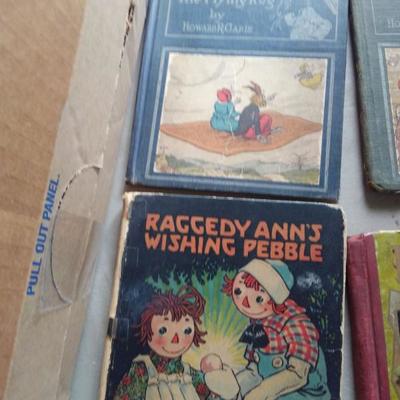 by
HOWARD R. GARIS
PULL OUT PANEL.
RAGGEDY ANN'S
WISHING PEBBLE